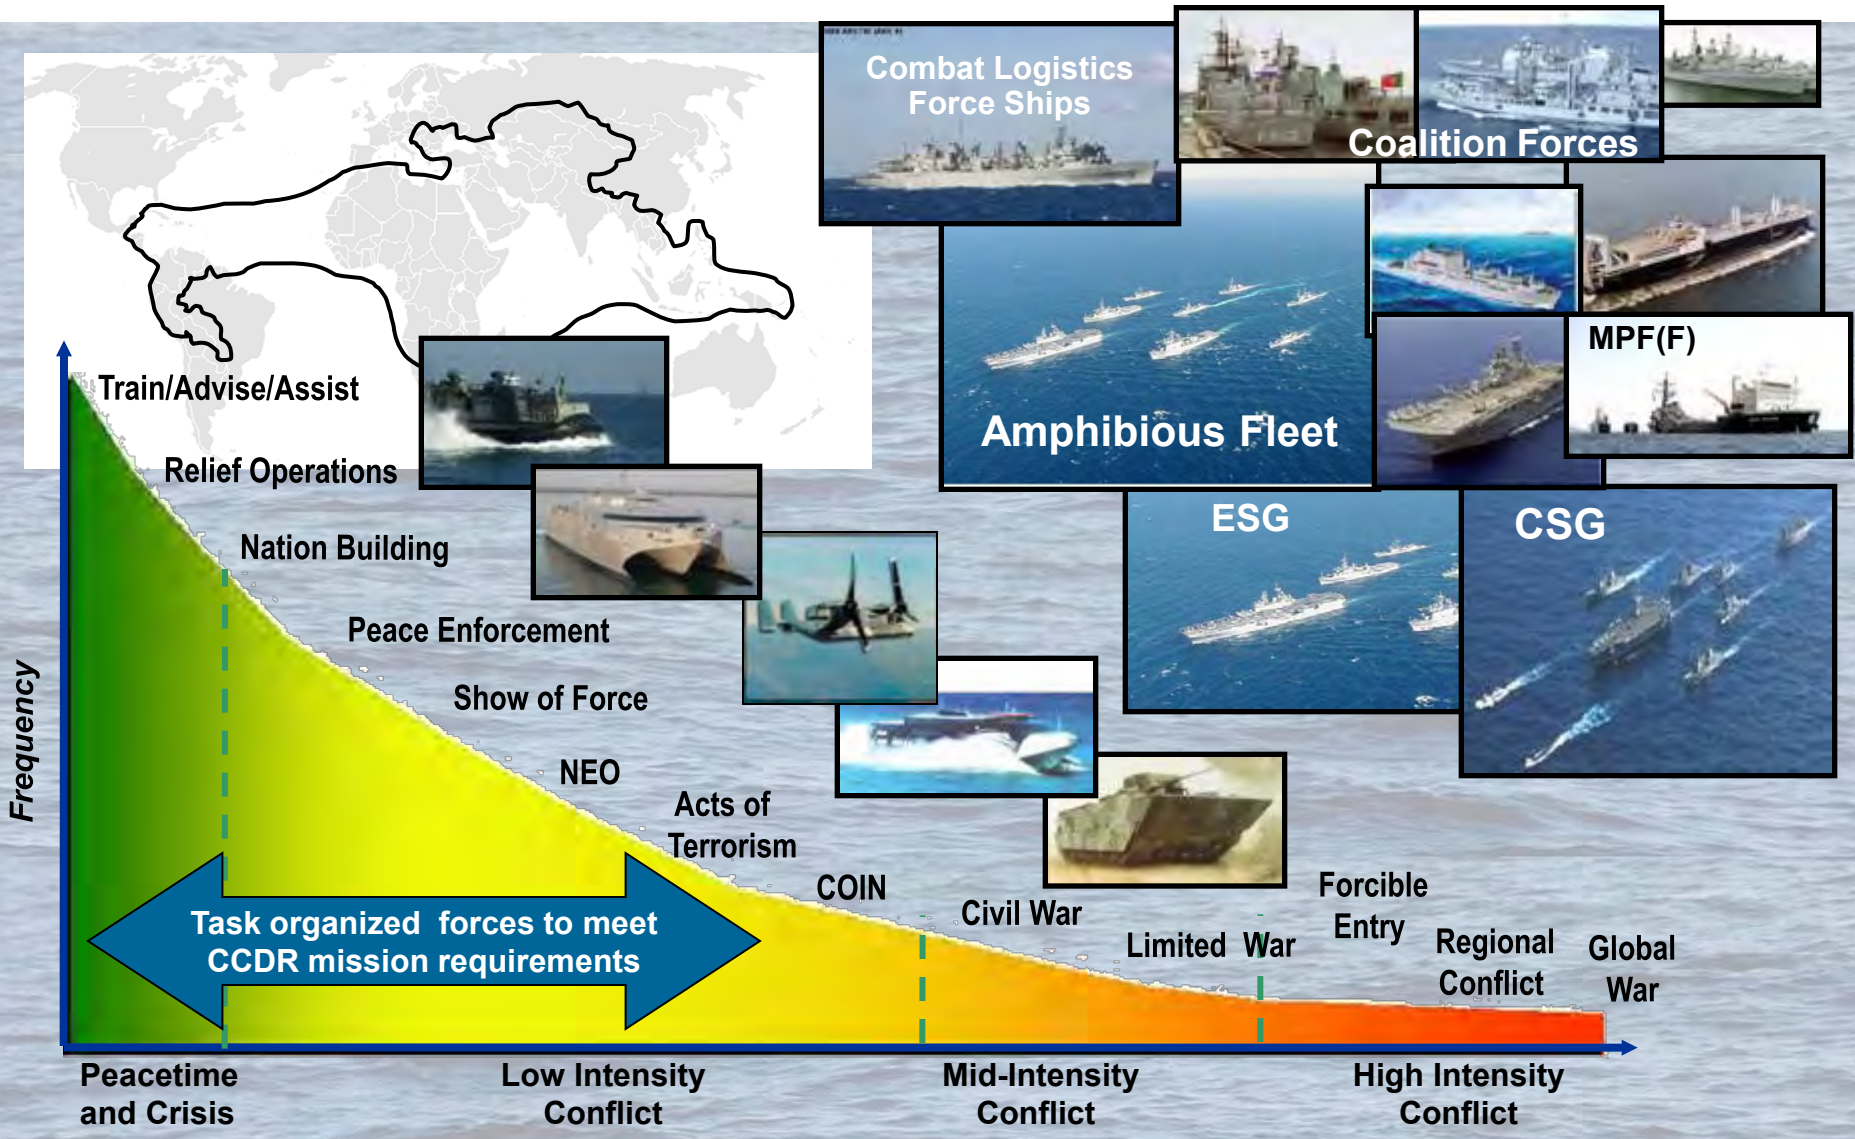 Combat Logistics
Force Ships
Coalition Forces
MPF(F)
Amphibious Fleet
ESG
CSG
Train/Advise/Assist
Relief Operations
Nation Building
Peace Enforcement
Show of Force
NEO
Acts of
Terrorism
COIN
Civil War
Limited War
Forcible
Entry
Regional
Conflict
Global
War
Frequency
Task organized forces to meet
CCDR mission requirements
Peacetime
and Crisis
Low Intensity
Conflict
Mid-Intensity
Conflict
High Intensity
Conflict